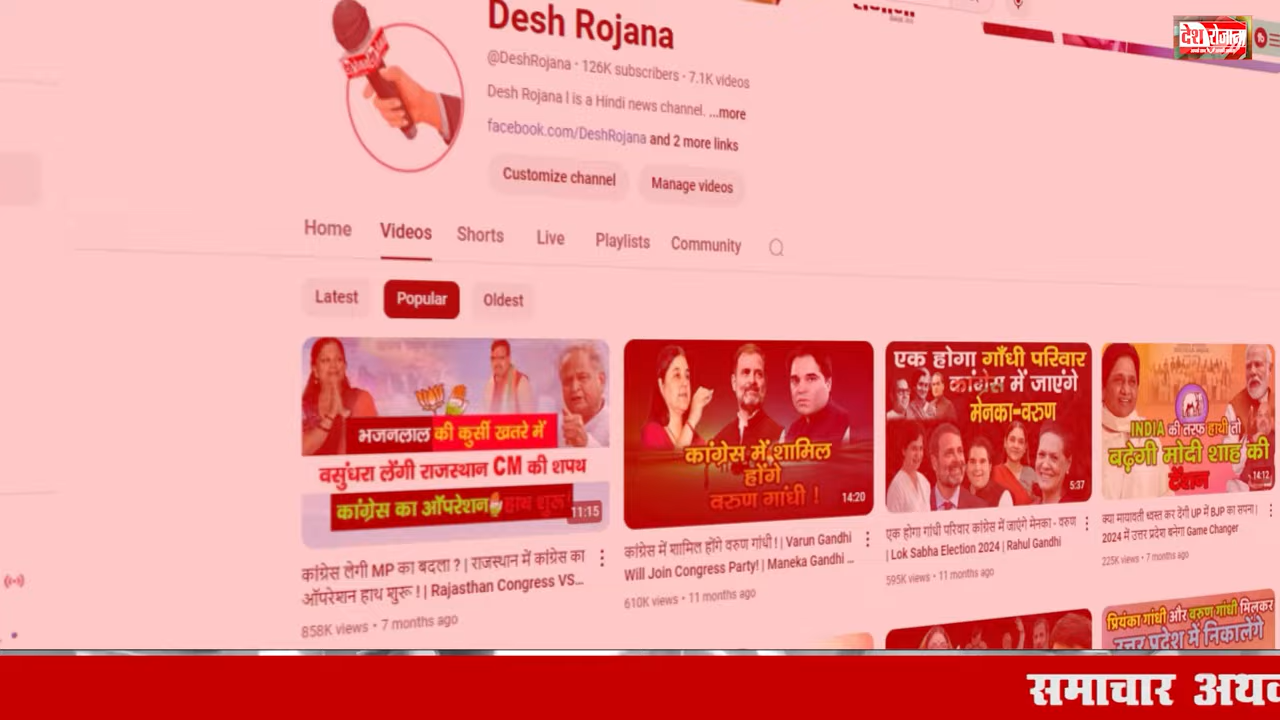 देश रोजाना
Desh Rojana
@DeshRojana • 126K subscribers • 7.1K videos
Desh Rojana I is a Hindi news channel. ...more
facebook.com/DeshRojana and 2 more links
Customize channel
Manage videos
Home
Videos
Shorts
Live
Playlists
Community
Latest
Popular
Oldest
भजनलाल की कुर्सी खतरे में
वसुंधरा लेंगी राजस्थान CM की शपथ
कांग्रेस का ऑपरेशन हाथ शुरू
11:15
कांग्रेस लेगी MP का बदला ? | राजस्थान में कांग्रेस का
ऑपरेशन हाथ शुरू ! | Rajasthan Congress VS...
858K views • 7 months ago
कांग्रेस में शामिल
होंगे
वरुण गांधी !
14:20
कांग्रेस में शामिल होंगे वरुण गांधी ! | Varun Gandhi
Will Join Congress Party! | Maneka Gandhi ...
610K views • 11 months ago
एक होगा गाँधी परिवार
कांग्रेस में जाएंगे
मेनका-वरुण
5:37
एक होगा गांधी परिवार कांग्रेस में जाएंगे मेनका - वरुण
| Lok Sabha Election 2024 | Rahul Gandhi
595K views • 11 months ago
INDIA की तरफ हाथी तो
बढ़ेगी मोदी शाह की
टेंशन
14:12
क्या मायावती ध्वस्त कर देंगी UP में BJP का सपना |
2024 में उत्तर प्रदेश बनेगा Game Changer
225K views • 7 months ago
प्रियंका गांधी और वरुण गांधी मिलकर
उत्तर प्रदेश में निकालेंगे
समाचार अथव